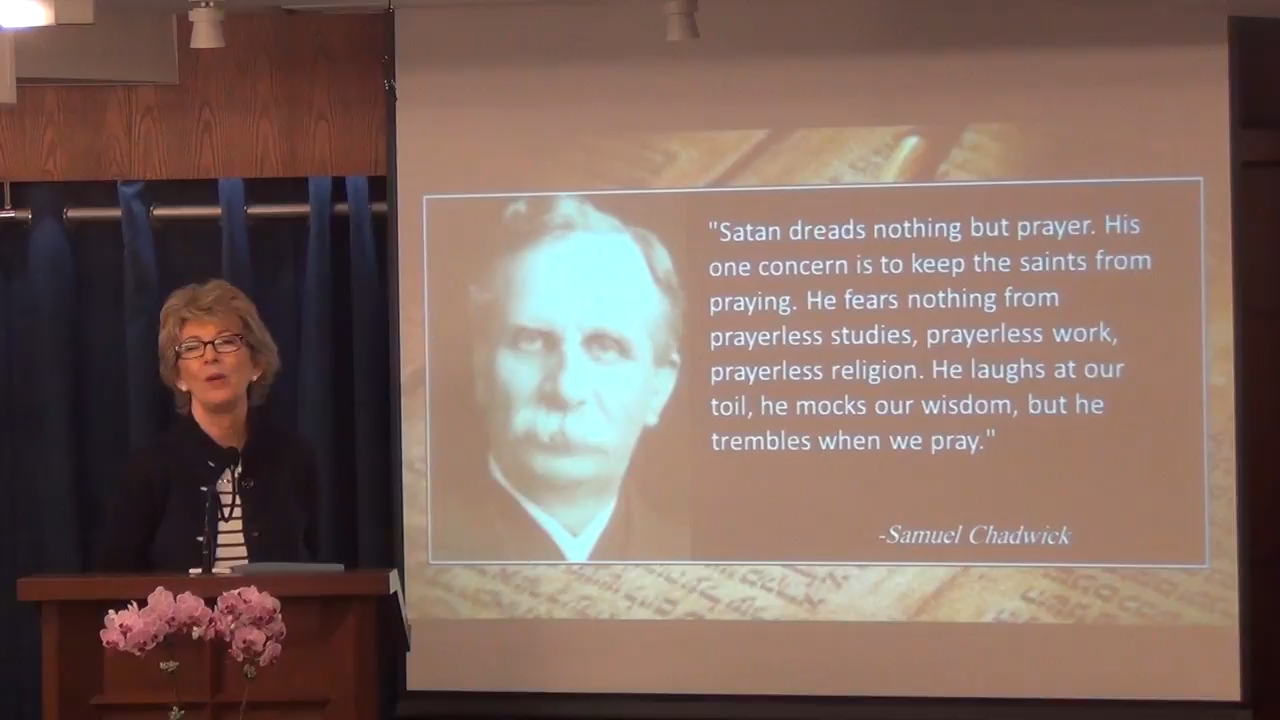 "Satan dreads nothing but prayer. His
one concern is to keep the saints from
praying. He fears nothing from
prayerless studies, prayerless work,
prayerless religion. He laughs at our
toil, he mocks our wisdom, but he
trembles when we pray."
-Samuel Chadwick